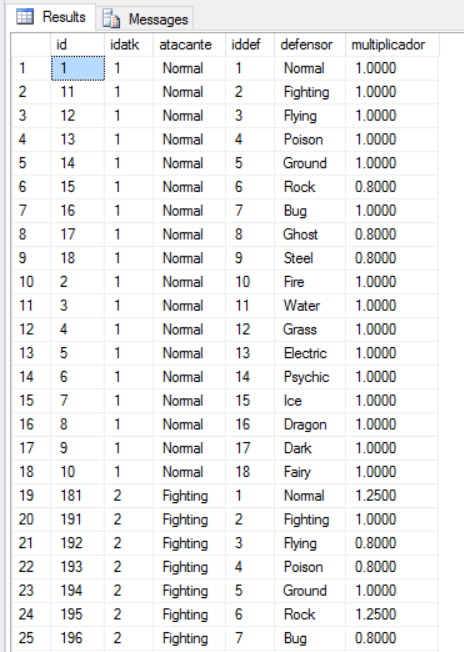 Results Messages
id idatk atacante iddef defensor multiplicador
1 1 1 Normal 1 Normal 1.0000
2 11 1 Normal 2 Fighting 1.0000
3 12 1 Normal 3 Flying 1.0000
4 13 1 Normal 4 Poison 1.0000
5 14 1 Normal 5 Ground 1.0000
6 15 1 Normal 6 Rock 0.8000
7 16 1 Normal 7 Bug 1.0000
8 17 1 Normal 8 Ghost 0.8000
9 18 1 Normal 9 Steel 0.8000
10 2 1 Normal 10 Fire 1.0000
11 3 1 Normal 11 Water 1.0000
12 4 1 Normal 12 Grass 1.0000
13 5 1 Normal 13 Electric 1.0000
14 6 1 Normal 14 Psychic 1.0000
15 7 1 Normal 15 Ice 1.0000
16 8 1 Normal 16 Dragon 1.0000
17 9 1 Normal 17 Dark 1.0000
18 10 1 Normal 18 Fairy 1.0000
19 181 2 Fighting 1 Normal 1.2500
20 191 2 Fighting 2 Fighting 1.0000
21 192 2 Fighting 3 Flying 0.8000
22 193 2 Fighting 4 Poison 0.8000
23 194 2 Fighting 5 Ground 1.0000
24 195 2 Fighting 6 Rock 1.2500
25 196 2 Fighting 7 Bug 0.8000